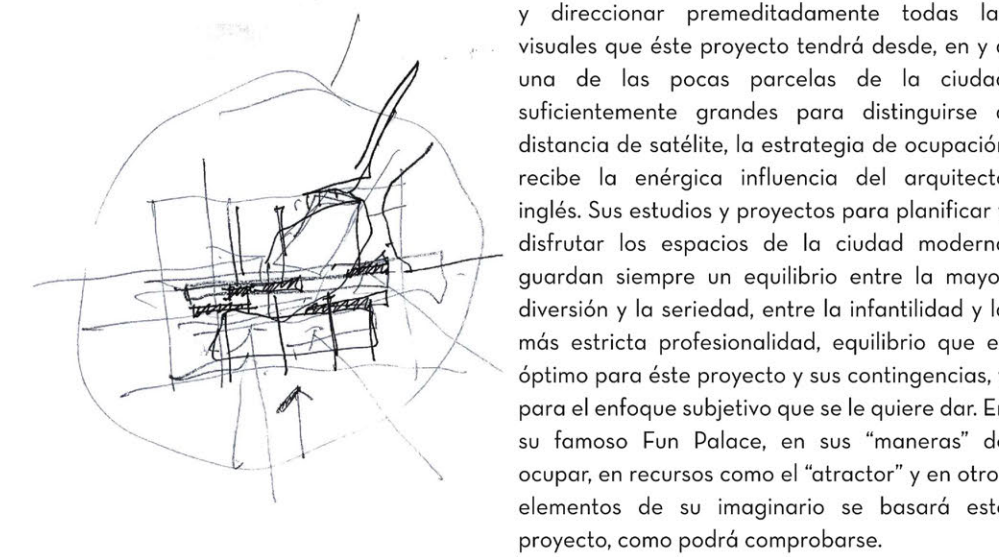 y direccionar premeditadamente todas la
visuales que éste proyecto tendrá desde, en y
una de las pocas parcelas de la ciudad
suficientemente grandes para distinguirse
distancia de satélite, la estrategia de ocupación
recibe la enérgica influencia del arquitecto
inglés. Sus estudios y proyectos para planificar
disfrutar los espacios de la ciudad moderna
guardan siempre un equilibrio entre la mayo
diversión y la seriedad, entre la infantilidad y l
más estricta profesionalidad, equilibrio que e
óptimo para éste proyecto y sus contingencias,
para el enfoque subjetivo que se le quiere dar. E
su famoso Fun Palace, en sus “maneras” d
ocupar, en recursos como el “atractor” y en otro
elementos de su imaginario se basará est
proyecto, como podrá comprobarse.